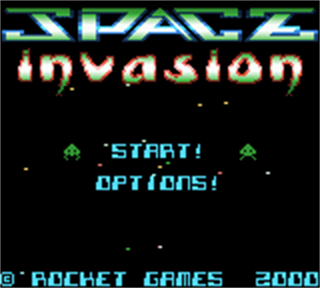 SPACE
invasion
START!
OPTIONS!
© ROCKET GAMES 2000